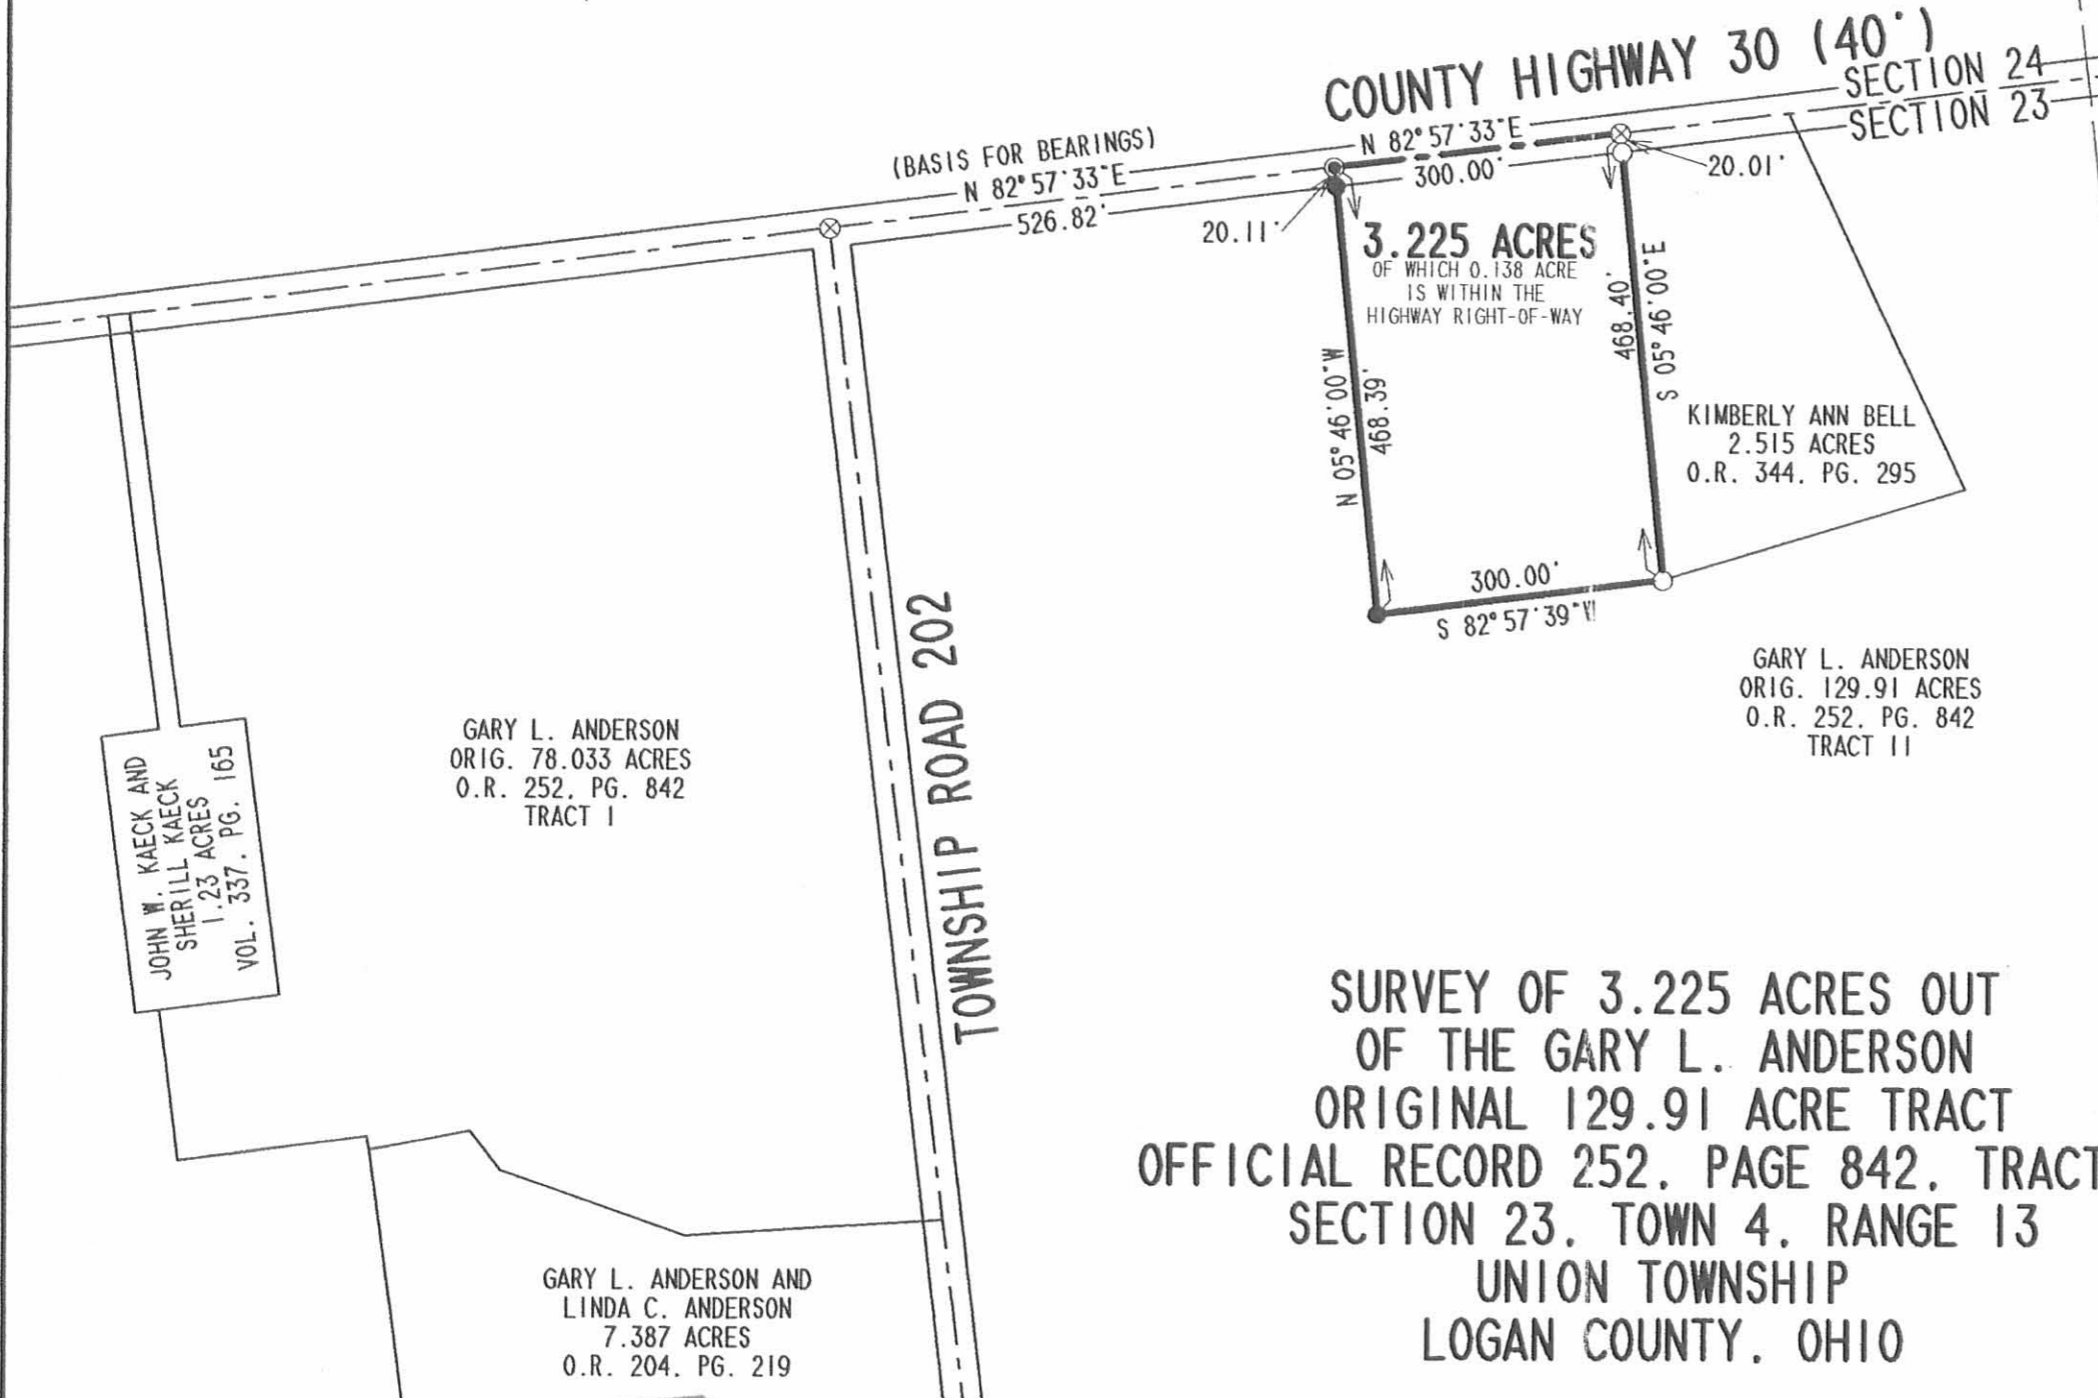 COUNTY HIGHWAY 30 (40')
SECTION 24
SECTION 23
(BASIS FOR BEARINGS)
N 82°57'33"E
526.82'
N 82°57'33"E
300.00'
20.01'
20.11'
3.225 ACRES
OF WHICH 0.138 ACRE
IS WITHIN THE
HIGHWAY RIGHT-OF-WAY
N 05°46'00"W
468.39'
468.40'
S 05°46'00"E
KIMBERLY ANN BELL
2.515 ACRES
O.R. 344, PG. 295
300.00'
S 82°57'39"W
GARY L. ANDERSON
ORIG. 129.91 ACRES
O.R. 252, PG. 842
TRACT II
GARY L. ANDERSON
ORIG. 78.033 ACRES
O.R. 252, PG. 842
TRACT I
TOWNSHIP ROAD 202
JOHN W. KAECK AND
SHERILL KAECK
1.23 ACRES
VOL. 337, PG. 165
GARY L. ANDERSON AND
LINDA C. ANDERSON
7.387 ACRES
O.R. 204, PG. 219
SURVEY OF 3.225 ACRES OUT
OF THE GARY L. ANDERSON
ORIGINAL 129.91 ACRE TRACT
OFFICIAL RECORD 252, PAGE 842, TRACT
SECTION 23, TOWN 4, RANGE 13
UNION TOWNSHIP
LOGAN COUNTY, OHIO